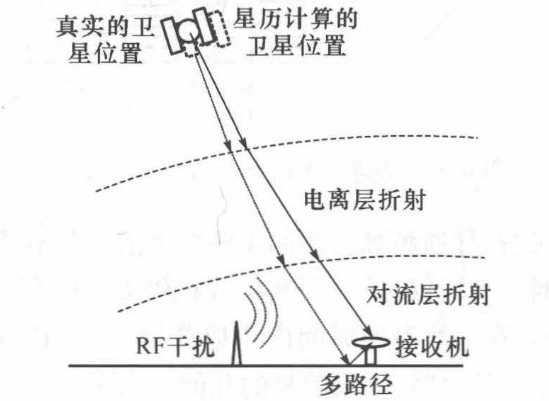 真实的卫
星位置
星历计算的
卫星位置
电离层折射
对流层折射
RF干扰
接收机
多路径